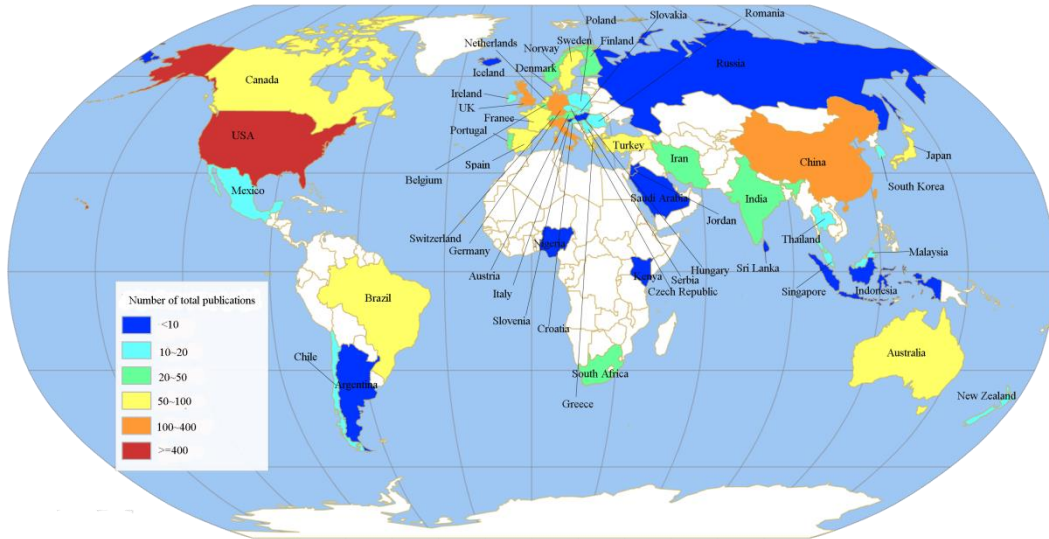 Slovakia
Poland
Romania
Netherlands
Norway
Sweden
Finland
Russia
Canada
Iceland
Denmark
Ireland
UK
France
USA
Portugal
Turkey
Iran
China
Japan
Spain
Belgium
South Korea
Mexico
Saudi Arabia
India
Jordan
Switzerland
Nigeria
Thailand
Malaysia
Germany
Hungary
Sri Lanka
Austria
Kenya
Serbia
Singapore
Indonesia
Italy
Czech Republic
Number of total publications
Brazil
Slovenia
Croatia
<10
10~20
Chile
Argentina
Australia
20~50
South Africa
50~100
Greece
New Zealand
100~400
>=400